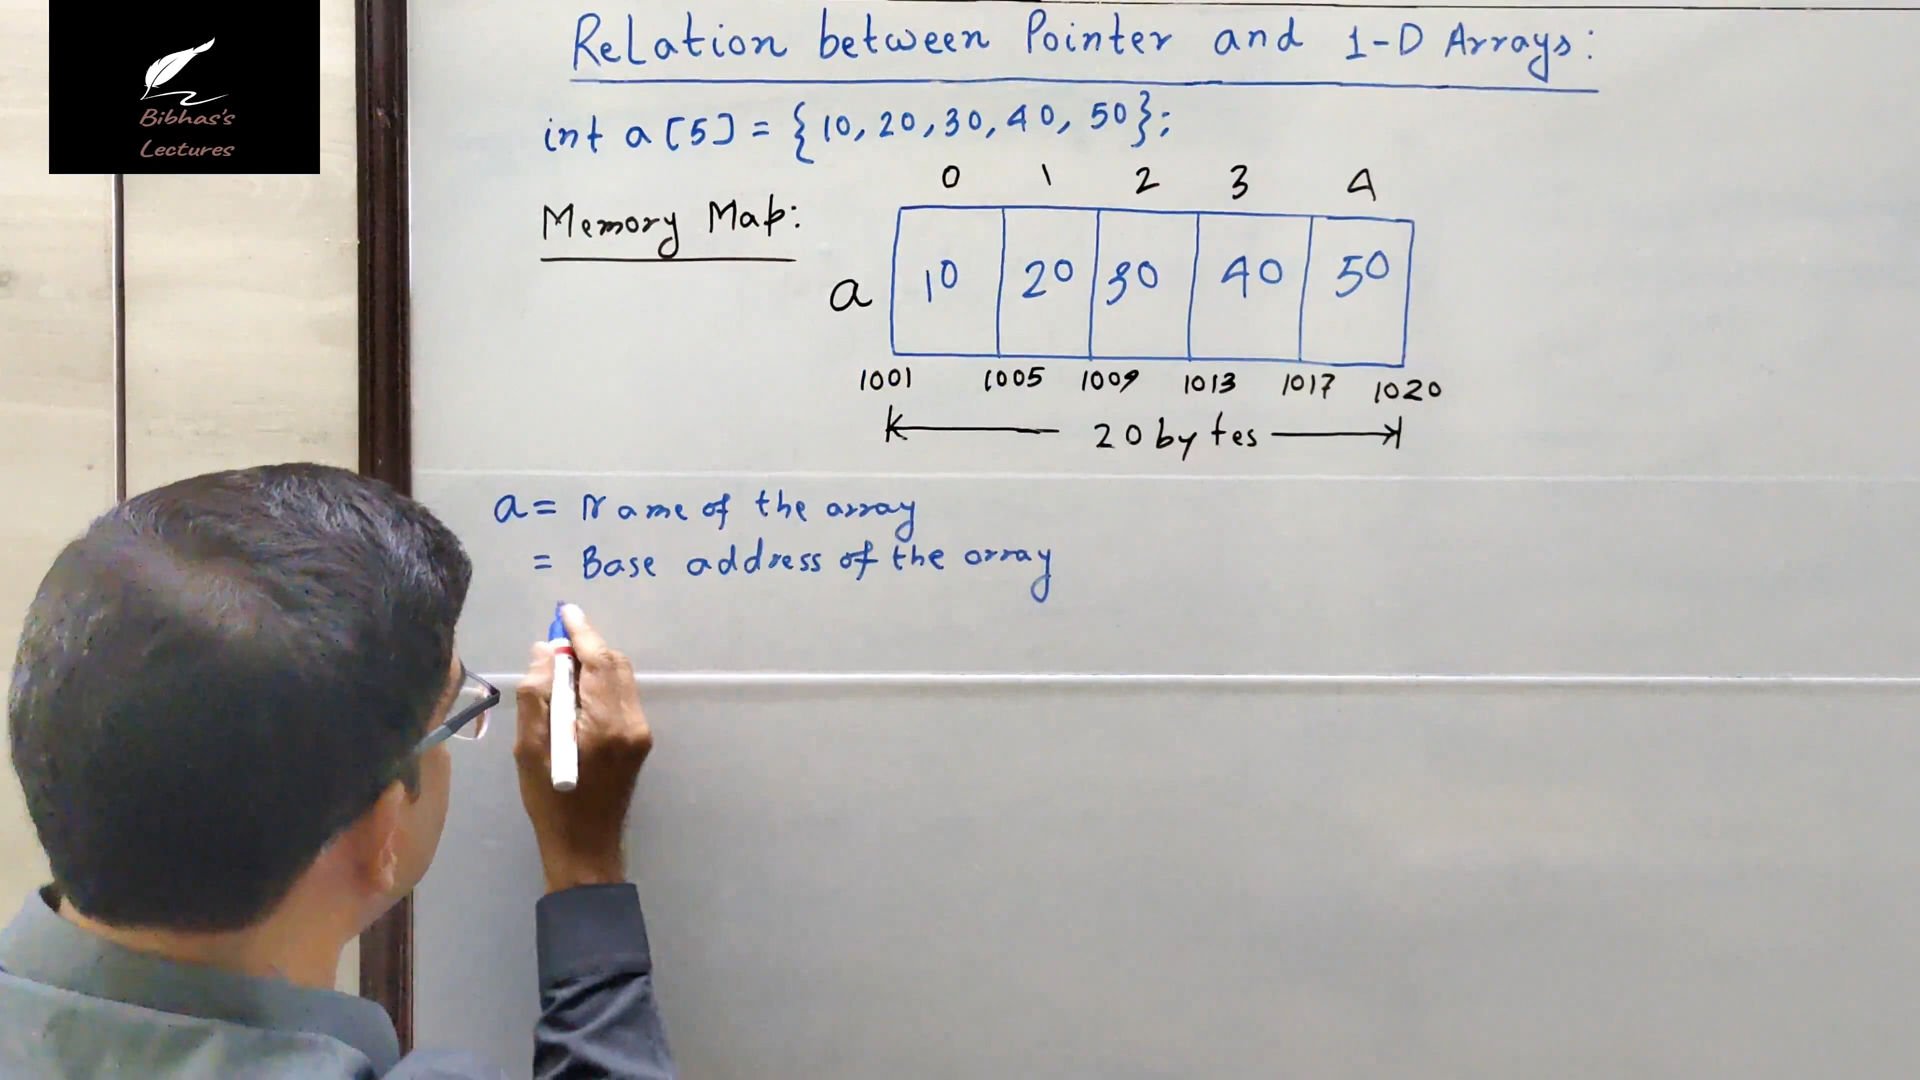 Bibhas's
Lectures
Relation between Pointer and 1-D Arrays:
int a[5] = {10, 20, 30, 40, 50};
Memory Map:
0 1 2 3 4
a 10 20 30 40 50
1001 1005 1009 1013 1017 1020
20 bytes
a = Name of the array
= Base address of the array